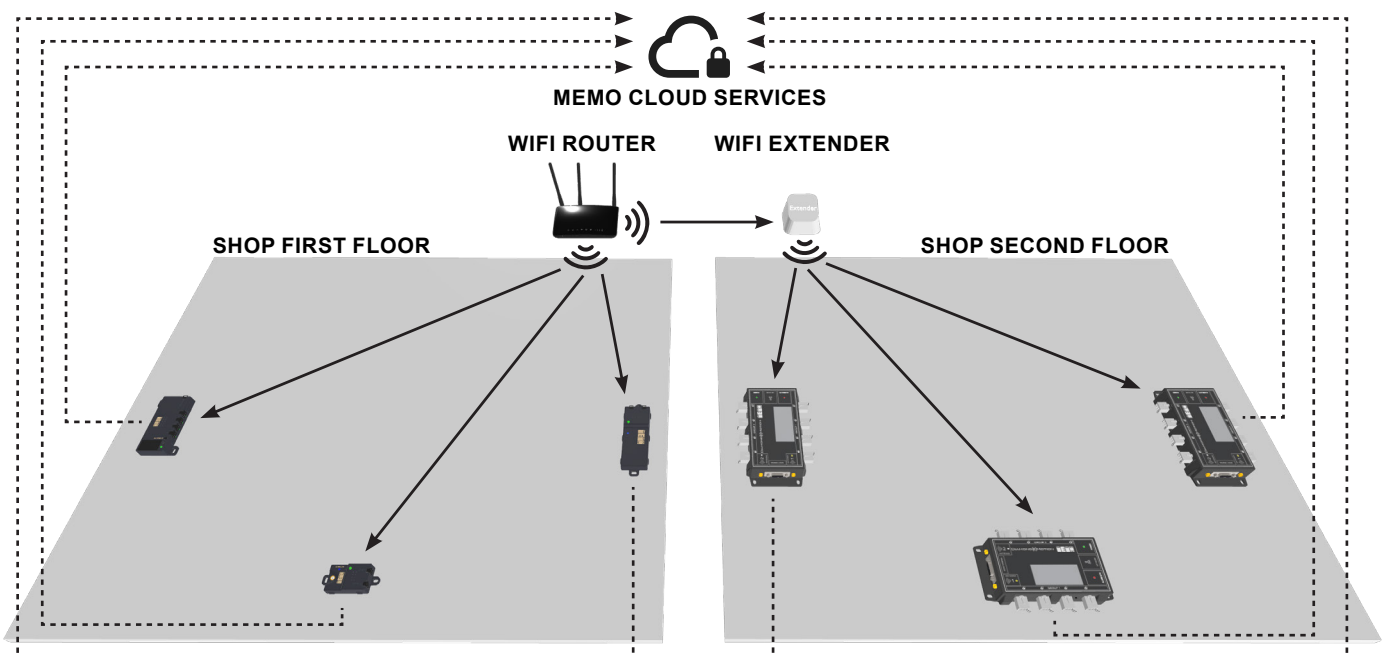 MEMO CLOUD SERVICES
WIFI ROUTER
WIFI EXTENDER
Extender
SHOP FIRST FLOOR
SHOP SECOND FLOOR